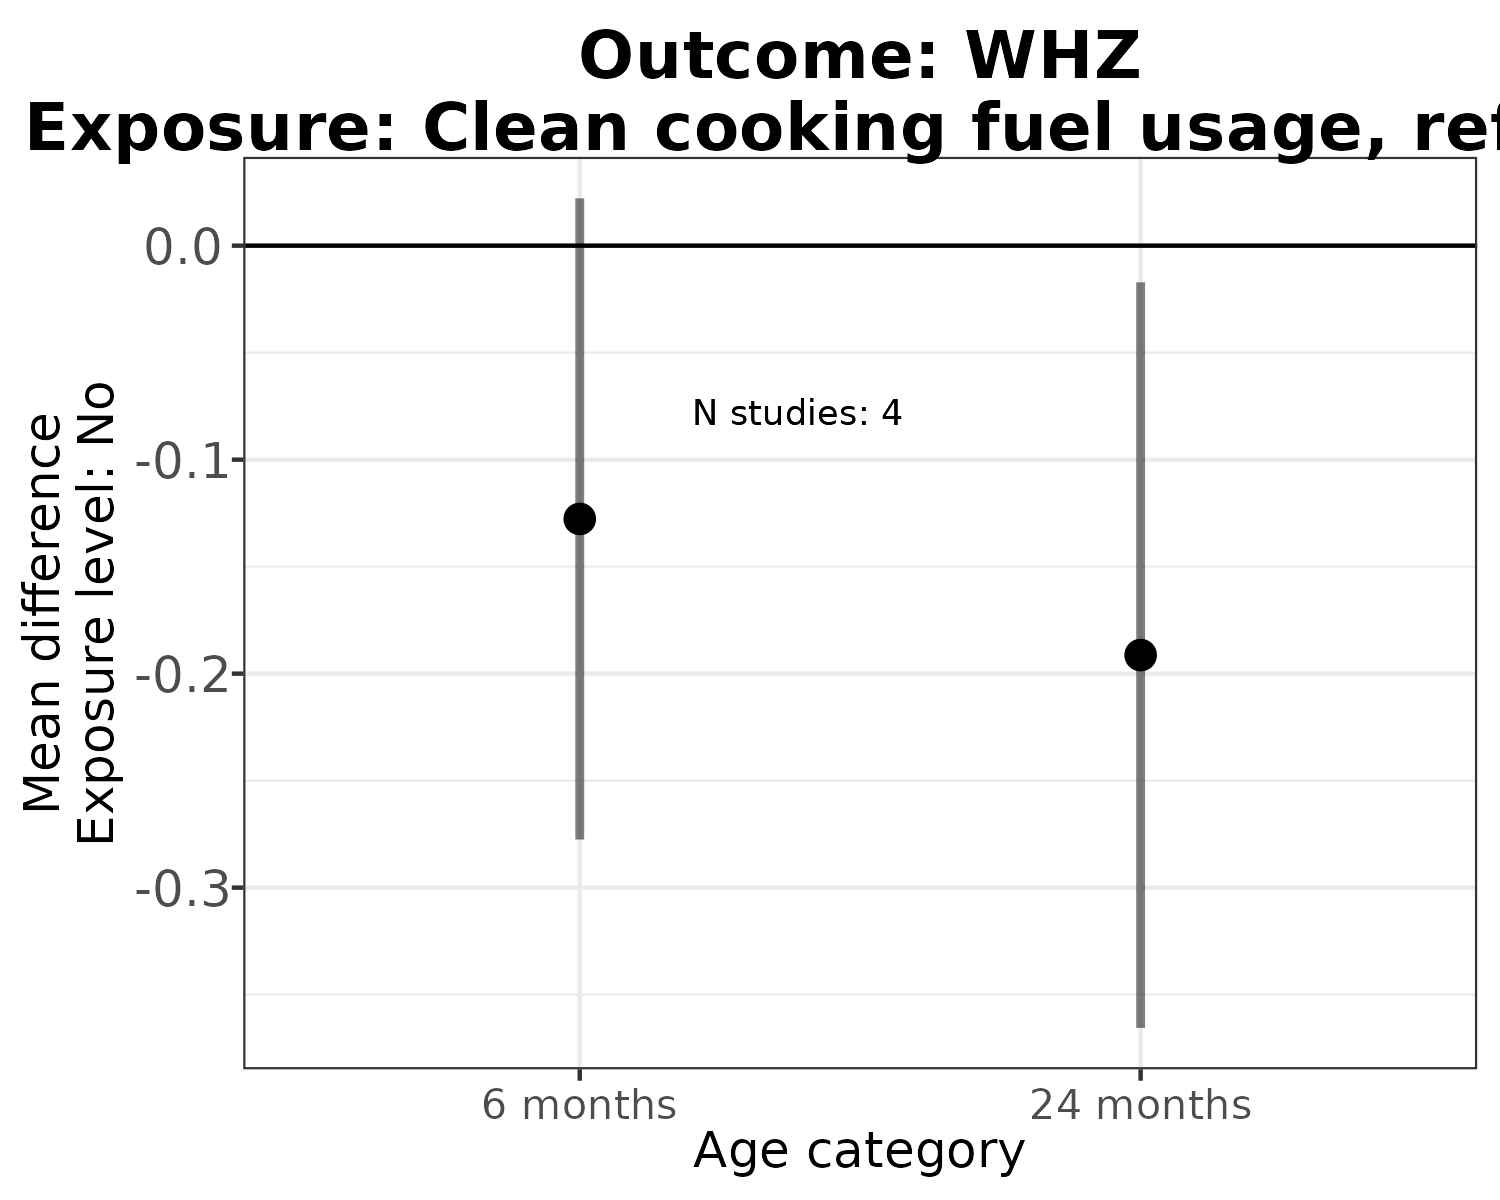 Outcome: WHZ
Exposure: Clean cooking fuel usage,
0.0
-0.1
-0.2
-0.3
Mean difference
Exposure level: No
N studies: 4
6 months
24 months
Age category